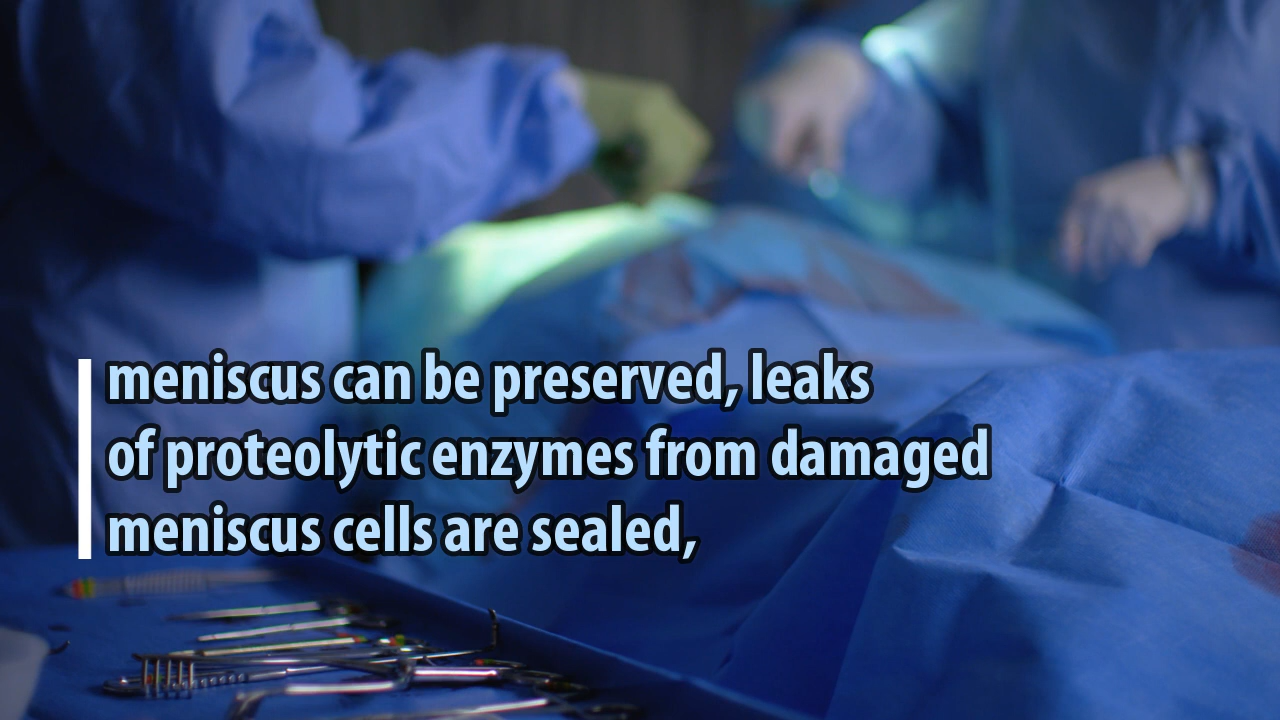 meniscus can be preserved, leaks
of proteolytic enzymes from damaged
meniscus cells are sealed,